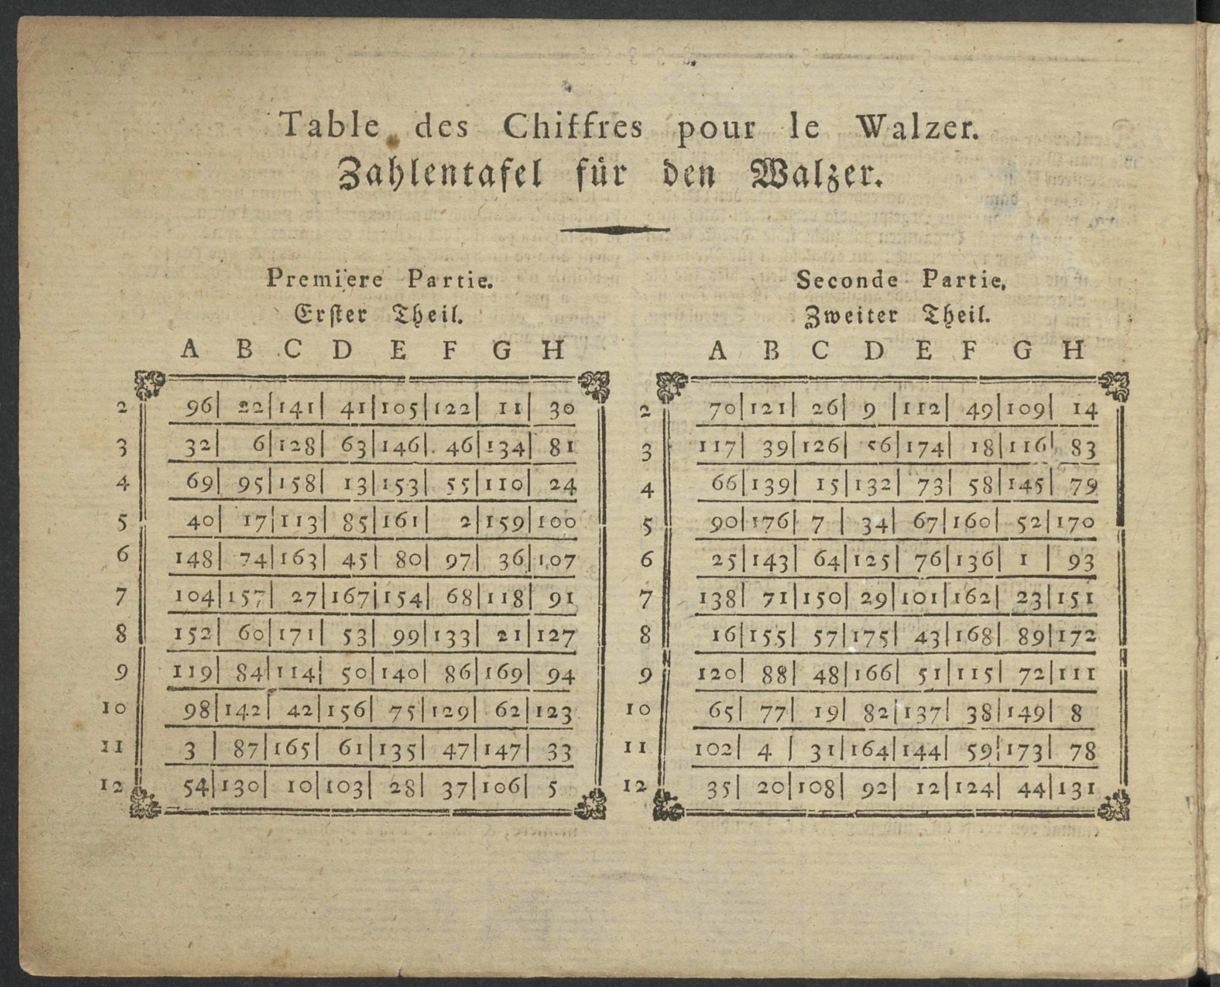 Table des Chiffres pour le Walzer.
Zahlentafel für den Walzer.
Premiere Partie.
Erster Theil.
A B C D E F G H
2 96 22 141 41 105 122 11 30
3 32 6 128 63 146 46 134 81
4 69 95 158 13 153 55 110 24
5 40 17 113 85 161 2 159 100
6 148 74 163 45 80 97 36 107
7 104 157 27 167 154 68 118 91
8 152 60 171 53 99 133 21 127
9 119 84 114 50 140 86 169 94
10 98 142 42 156 75 129 62 123
11 3 87 165 61 135 47 147 33
12 54 130 10 103 28 37 106 5
Seconde Partie.
Zweiter Theil.
A B C D E F G H
2 70 121 26 9 112 49 109 14
3 117 39 126 56 174 18 116 83
4 66 139 15 132 73 58 145 79
5 90 176 7 34 67 160 52 170
6 25 143 64 125 76 136 1 93
7 138 71 150 29 101 162 23 151
8 16 155 57 175 43 168 89 172
9 120 88 48 166 51 115 72 111
10 65 77 19 82 137 38 149 8
11 102 4 31 164 144 59 173 78
12 35 20 108 92 12 124 44 131